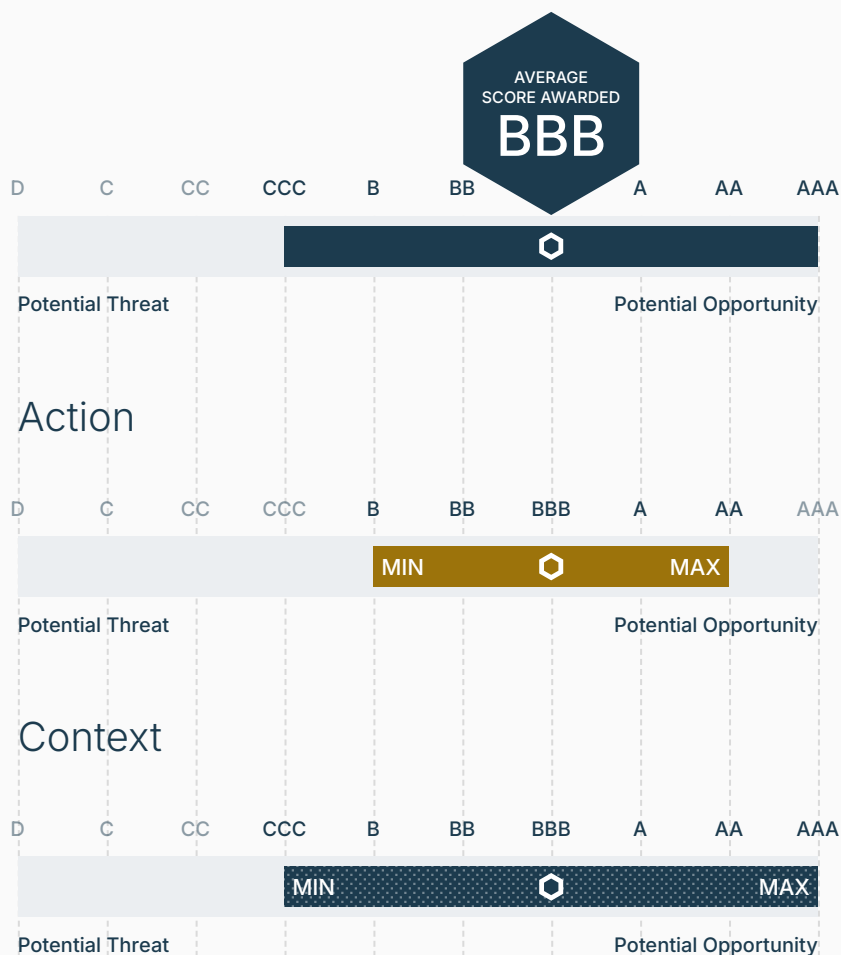 AVERAGE
SCORE AWARDED
BBB
D C CC CCC B BB A AA AAA
Potential Threat Potential Opportunity
Action
D C CC CCC B BB BBB A AA AAA
MIN MAX
Potential Threat Potential Opportunity
Context
D C CC CCC B BB BBB A AA AAA
MIN MAX
Potential Threat Potential Opportunity